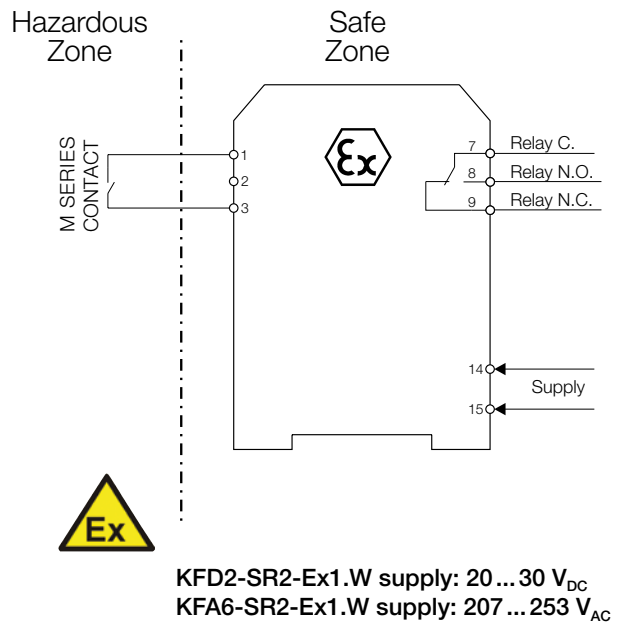 Hazardous
Zone
Safe
Zone
M SERIES
CONTACT
1
2
3
Ex
7
8
9
Relay C.
Relay N.O.
Relay N.C.
14
15
Supply
Ex
KFD2-SR2-Ex1.W supply: 20...30 VDC
KFA6-SR2-Ex1.W supply: 207...253 VAC